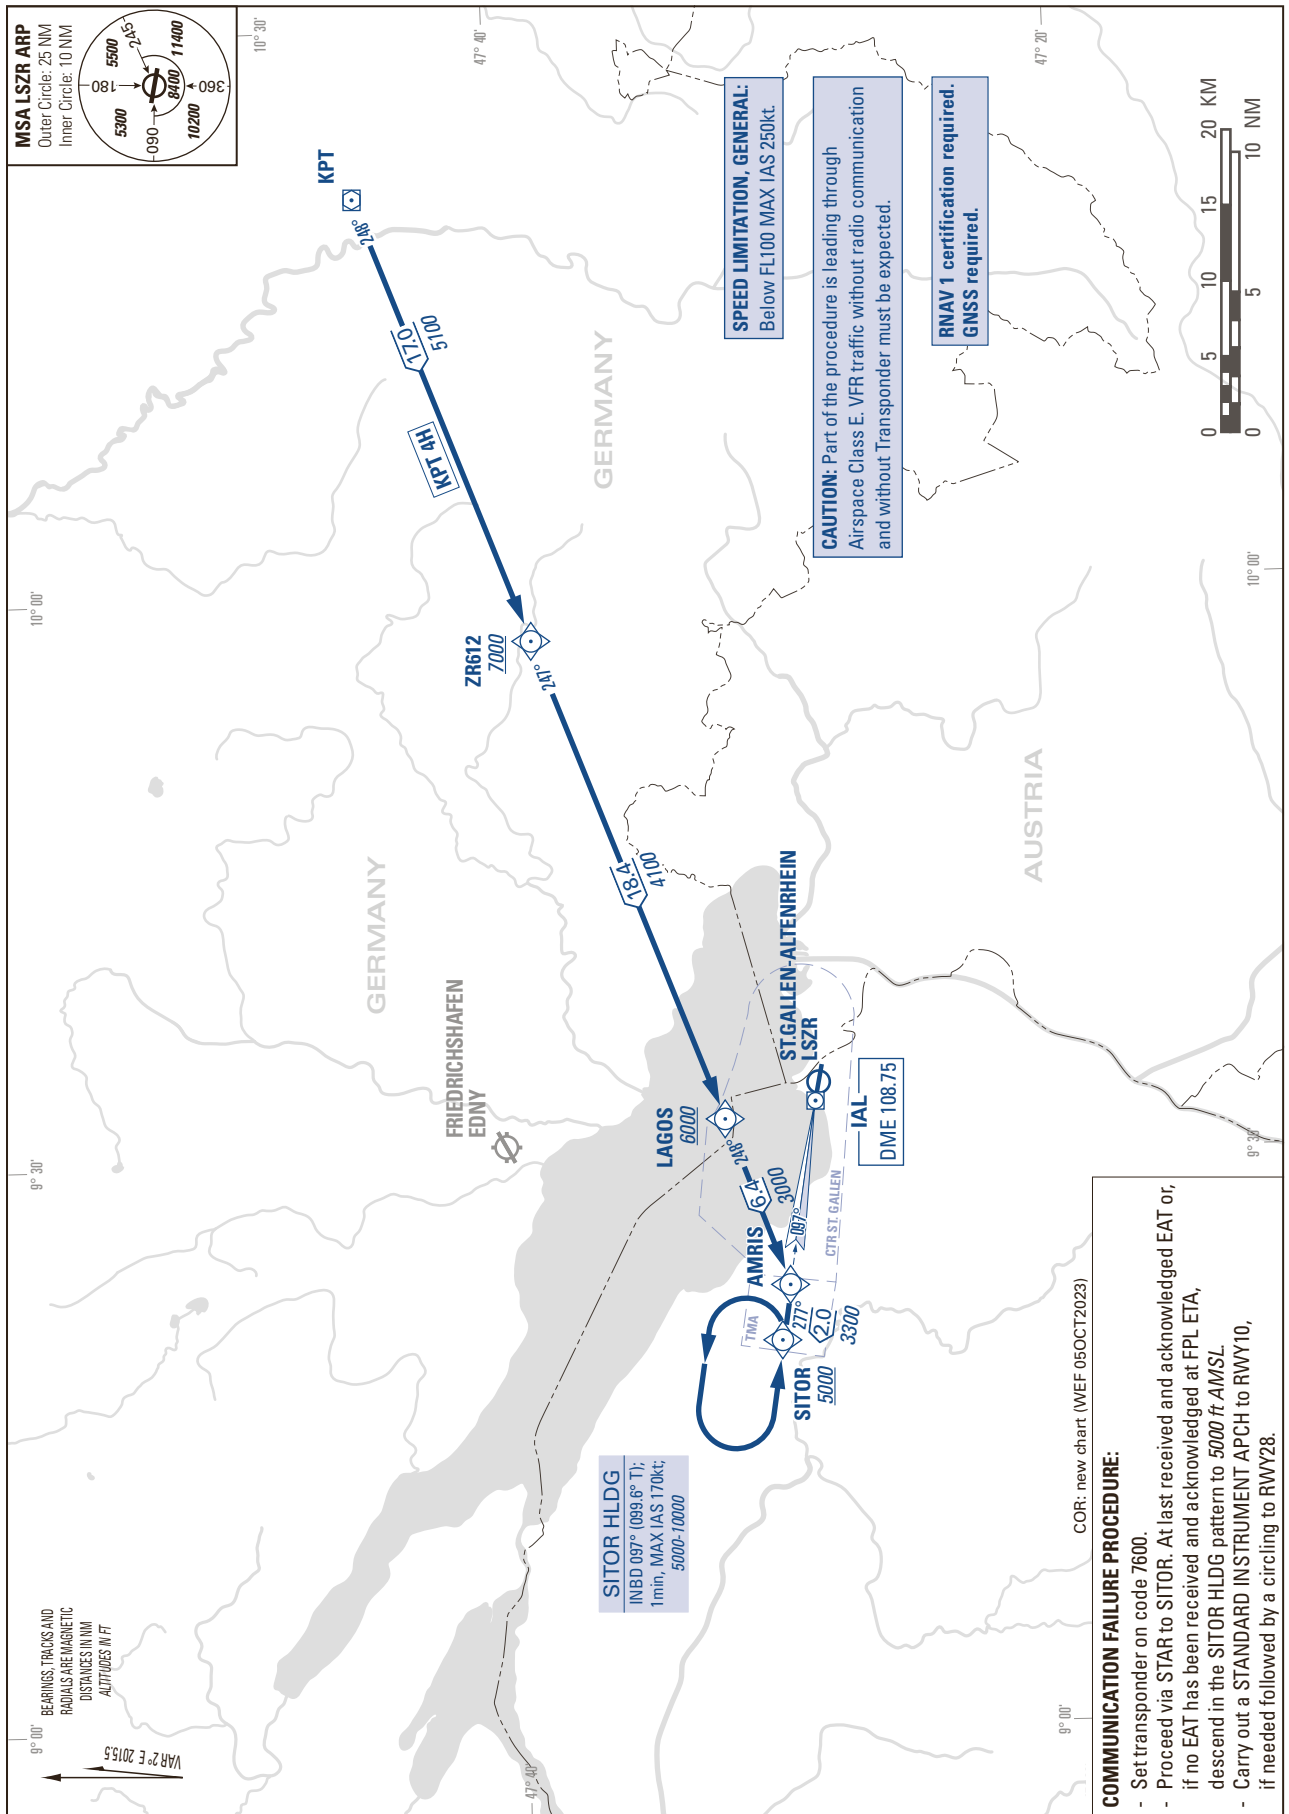 BEARINGS, TRACKS AND
RADIALS ARE MAGNETIC
DISTANCES IN NM
ALTITUDES IN FT
VAR 2° E 2015.5
9° 00'
9° 30'
10° 00'
10° 30'
MSA LSZR ARP
Outer Circle: 25 NM
Inner Circle: 10 NM
5300
180
5500
245
090
8400
11400
10200
360
47° 40'
47° 40'
47° 20'
KPT
248°
17.0
5100
KPT 4H
GERMANY
ZR612
7000
247°
18.4
4100
GERMANY
FRIEDRICHSHAFEN
EDNY
LAGOS
6000
248°
6.4
3000
AMRIS
097°
277°
2.0
3300
TMA
SITOR
5000
CTR ST. GALLEN
ST.GALLEN-ALTENRHEIN
LSZR
IAL
DME 108.75
AUSTRIA
SITOR HLDG
INBD 097° (099.6° T);
1min, MAX IAS 170kt;
5000-10000
SPEED LIMITATION, GENERAL:
Below FL100 MAX IAS 250kt.
CAUTION: Part of the procedure is leading through
Airspace Class E. VFR traffic without radio communication
and without Transponder must be expected.
RNAV 1 certification required.
GNSS required.
0 5 10 15 20 KM
0 5 10 NM
9° 00'
9° 30'
10° 00'
COR: new chart (WEF 05OCT2023)
COMMUNICATION FAILURE PROCEDURE:
- Set transponder on code 7600.
- Proceed via STAR to SITOR. At last received and acknowledged EAT or,
if no EAT has been received and acknowledged at FPL ETA,
descend in the SITOR HLDG pattern to 5000 ft AMSL.
- Carry out a STANDARD INSTRUMENT APCH to RWY10,
if needed followed by a circling to RWY28.